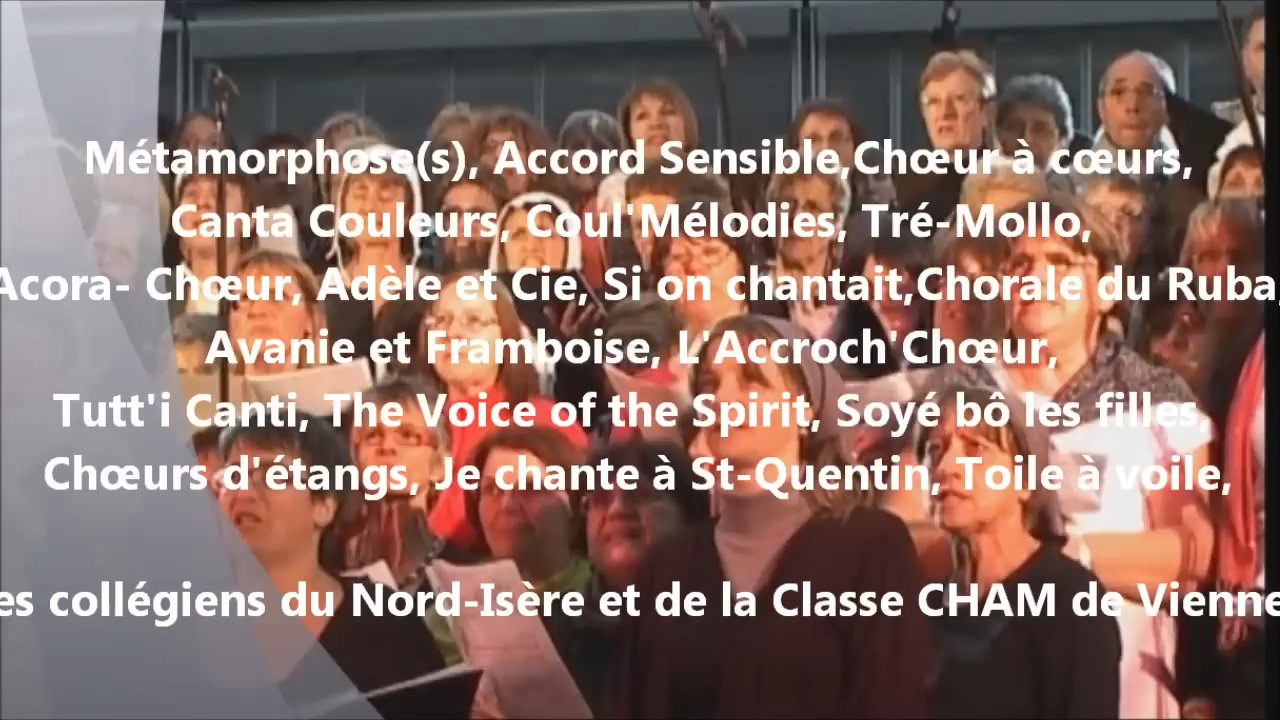 Métamorphose(s), Accord Sensible,Chœur à cœurs,
Canta Couleurs, Coul'Mélodies, Tré-Mollo,
Acora- Chœur, Adèle et Cie, Si on chantait,Chorale du Ruba,
Avanie et Framboise, L'Accroch'Chœur,
Tutt'i Canti, The Voice of the Spirit, Soyé bô les filles,
Chœurs d'étangs, Je chante à St-Quentin, Toile à voile,
es collégiens du Nord-Isère et de la Classe CHAM de Vienne